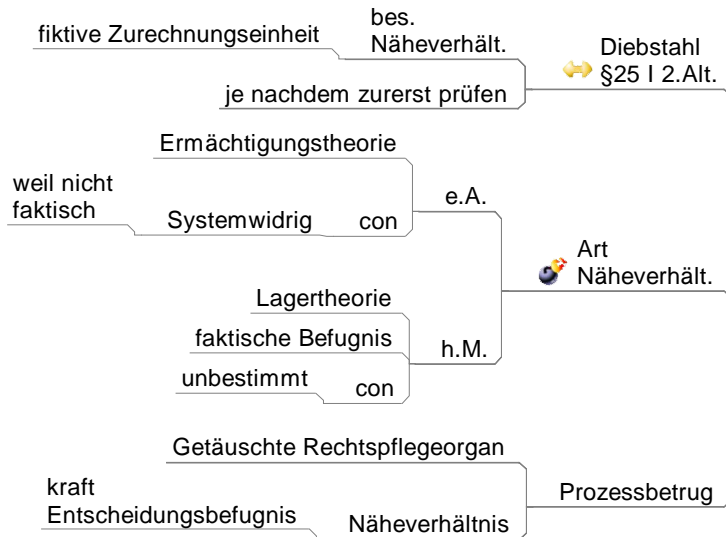 bes.
Näheverhält.
fiktive Zurechnungseinheit
je nachdem zurerst prüfen
Diebstahl
§25 I 2.Alt.
Ermächtigungstheorie
weil nicht
faktisch
Systemwidrig
con
e.A.
Art
Näheverhält.
Lagertheorie
faktische Befugnis
unbestimmt
con
h.M.
Getäuschte Rechtspflegeorgan
kraft
Entscheidungsbefugnis
Näheverhältnis
Prozessbetrug